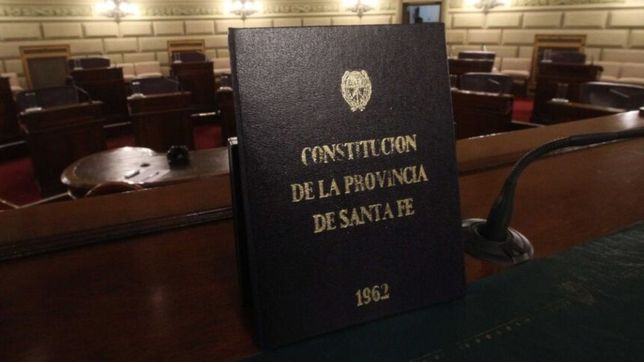 CONSTITUCION
DE LA PROVINCIA
DE SANTA FE
1962